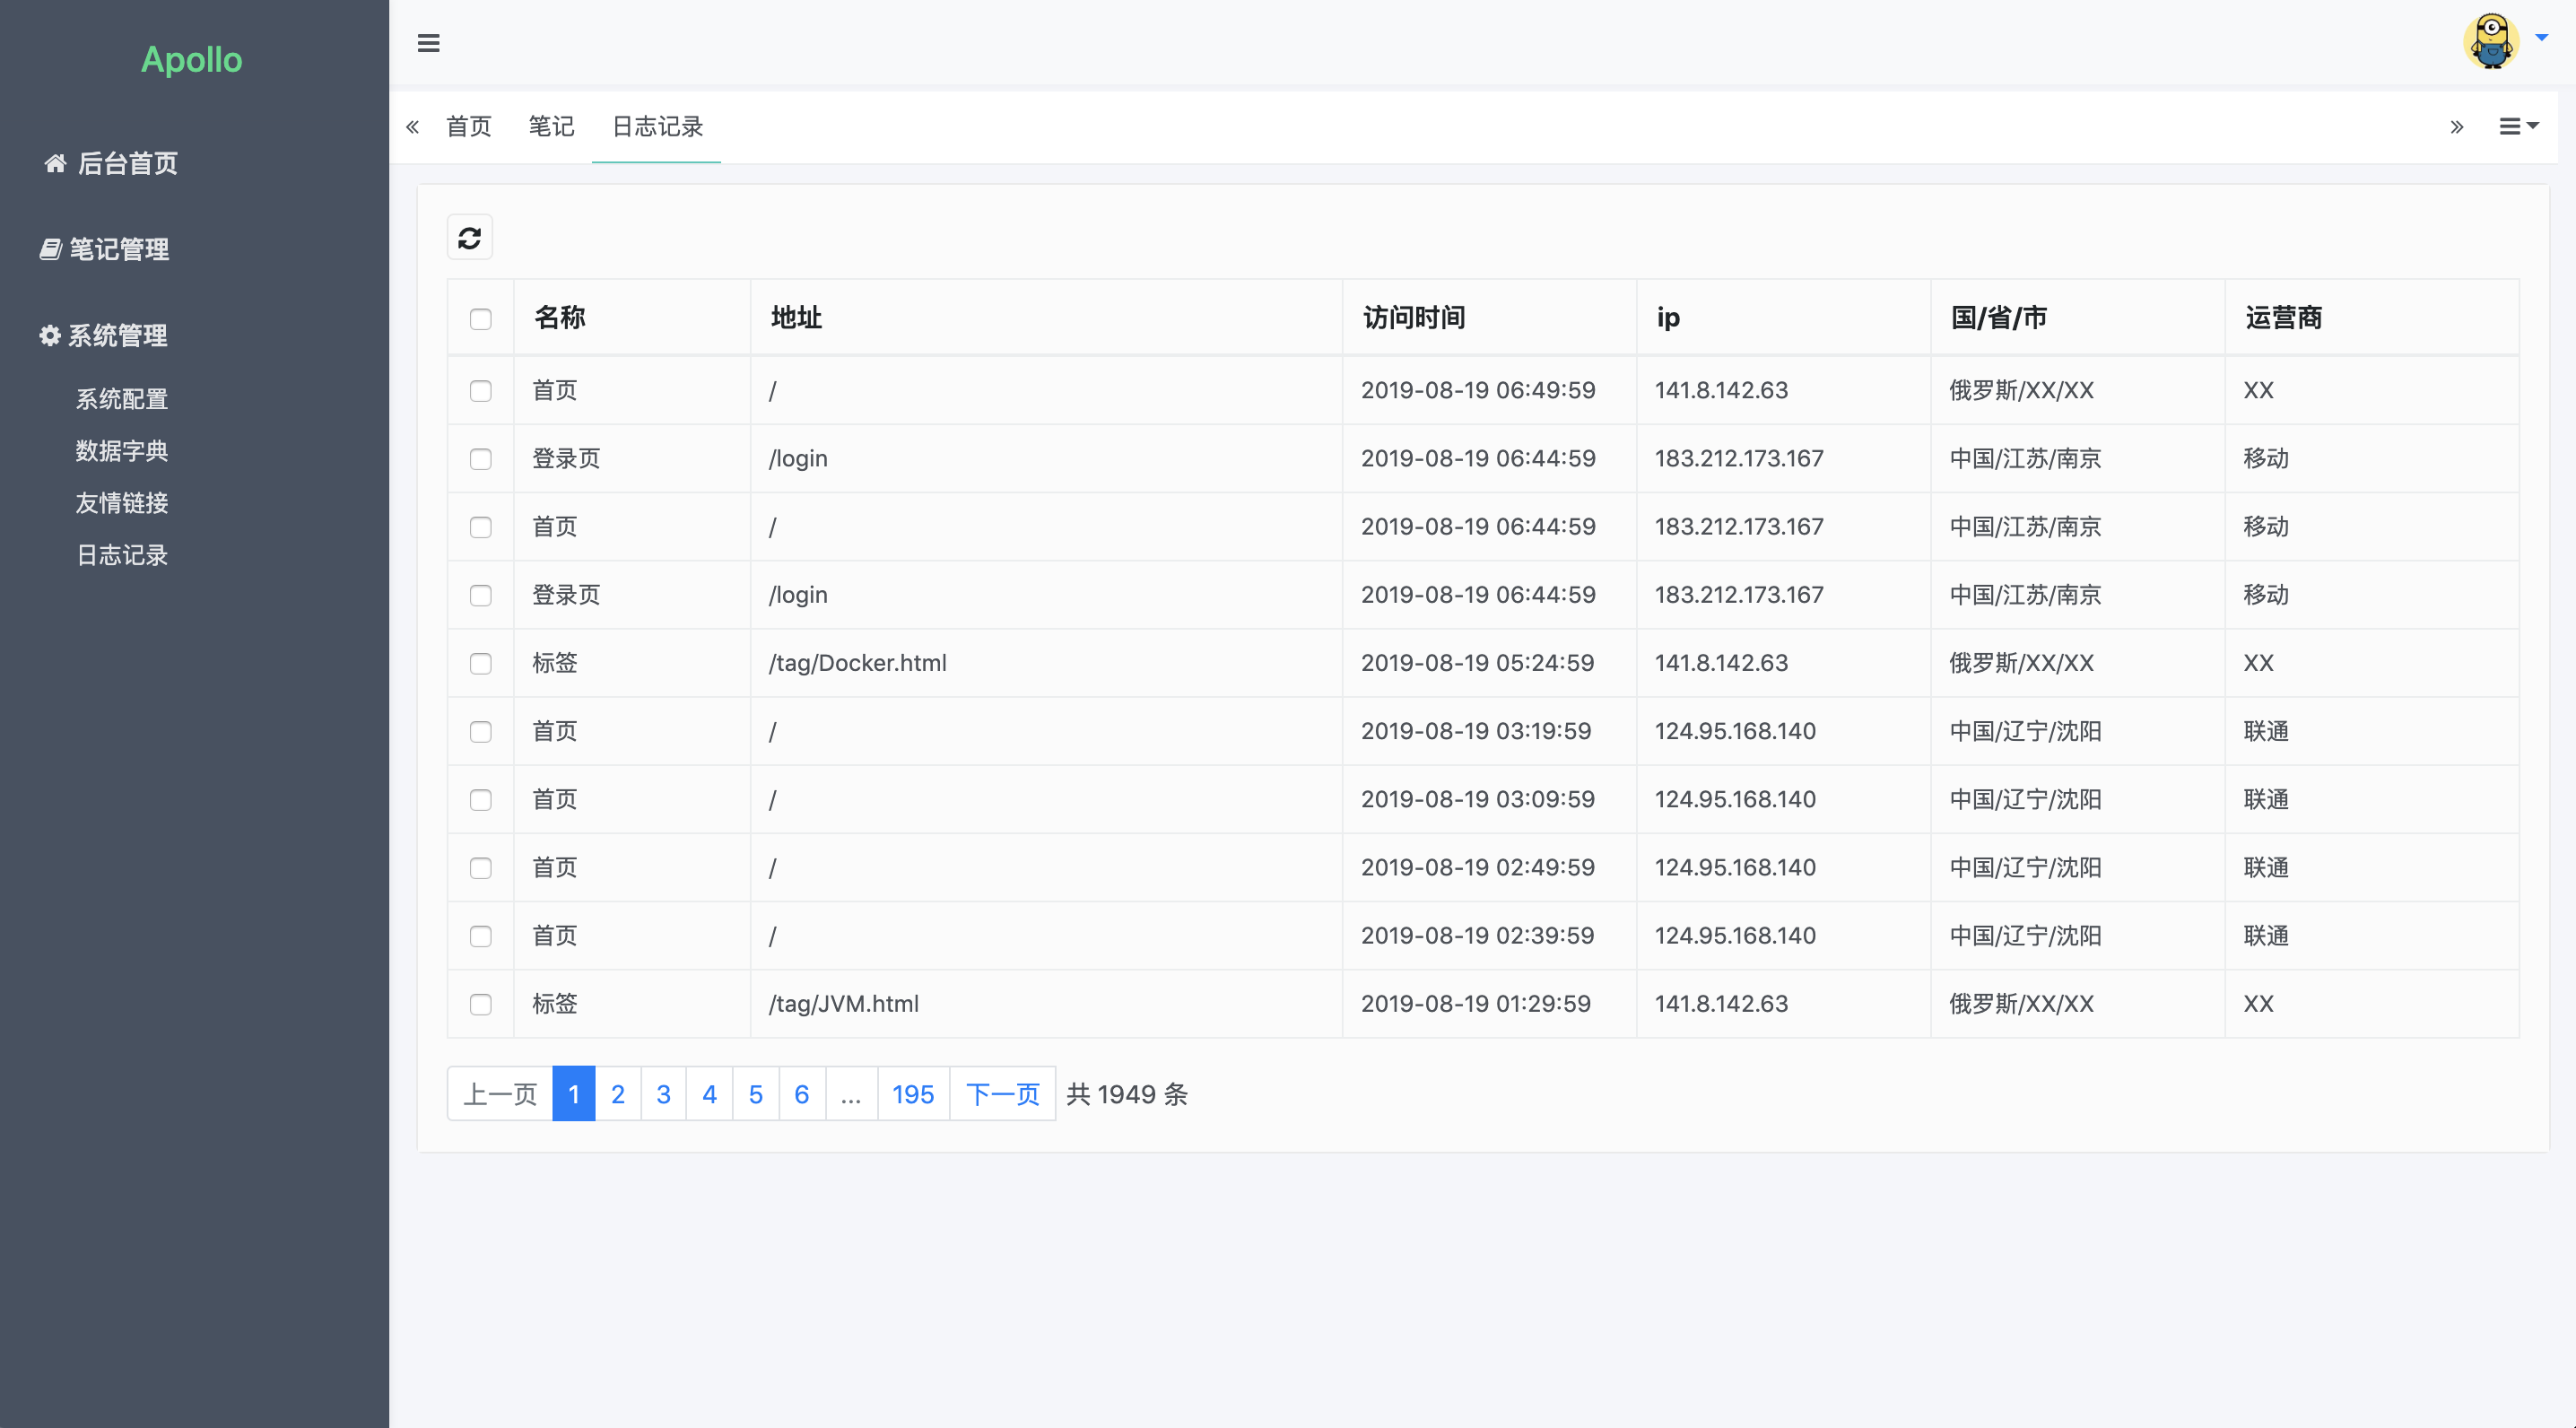 Apollo
后台首页
笔记管理
系统管理
系统配置
数据字典
友情链接
日志记录
首页 笔记 日志记录
名称 地址 访问时间 ip 国/省/市 运营商
首页 / 2019-08-19 06:49:59 141.8.142.63 俄罗斯/XX/XX XX
登录页 /login 2019-08-19 06:44:59 183.212.173.167 中国/江苏/南京 移动
首页 / 2019-08-19 06:44:59 183.212.173.167 中国/江苏/南京 移动
登录页 /login 2019-08-19 06:44:59 183.212.173.167 中国/江苏/南京 移动
标签 /tag/Docker.html 2019-08-19 05:24:59 141.8.142.63 俄罗斯/XX/XX XX
首页 / 2019-08-19 03:19:59 124.95.168.140 中国/辽宁/沈阳 联通
首页 / 2019-08-19 03:09:59 124.95.168.140 中国/辽宁/沈阳 联通
首页 / 2019-08-19 02:49:59 124.95.168.140 中国/辽宁/沈阳 联通
首页 / 2019-08-19 02:39:59 124.95.168.140 中国/辽宁/沈阳 联通
标签 /tag/JVM.html 2019-08-19 01:29:59 141.8.142.63 俄罗斯/XX/XX XX
上一页 1 2 3 4 5 6 ... 195 下一页 共 1949 条